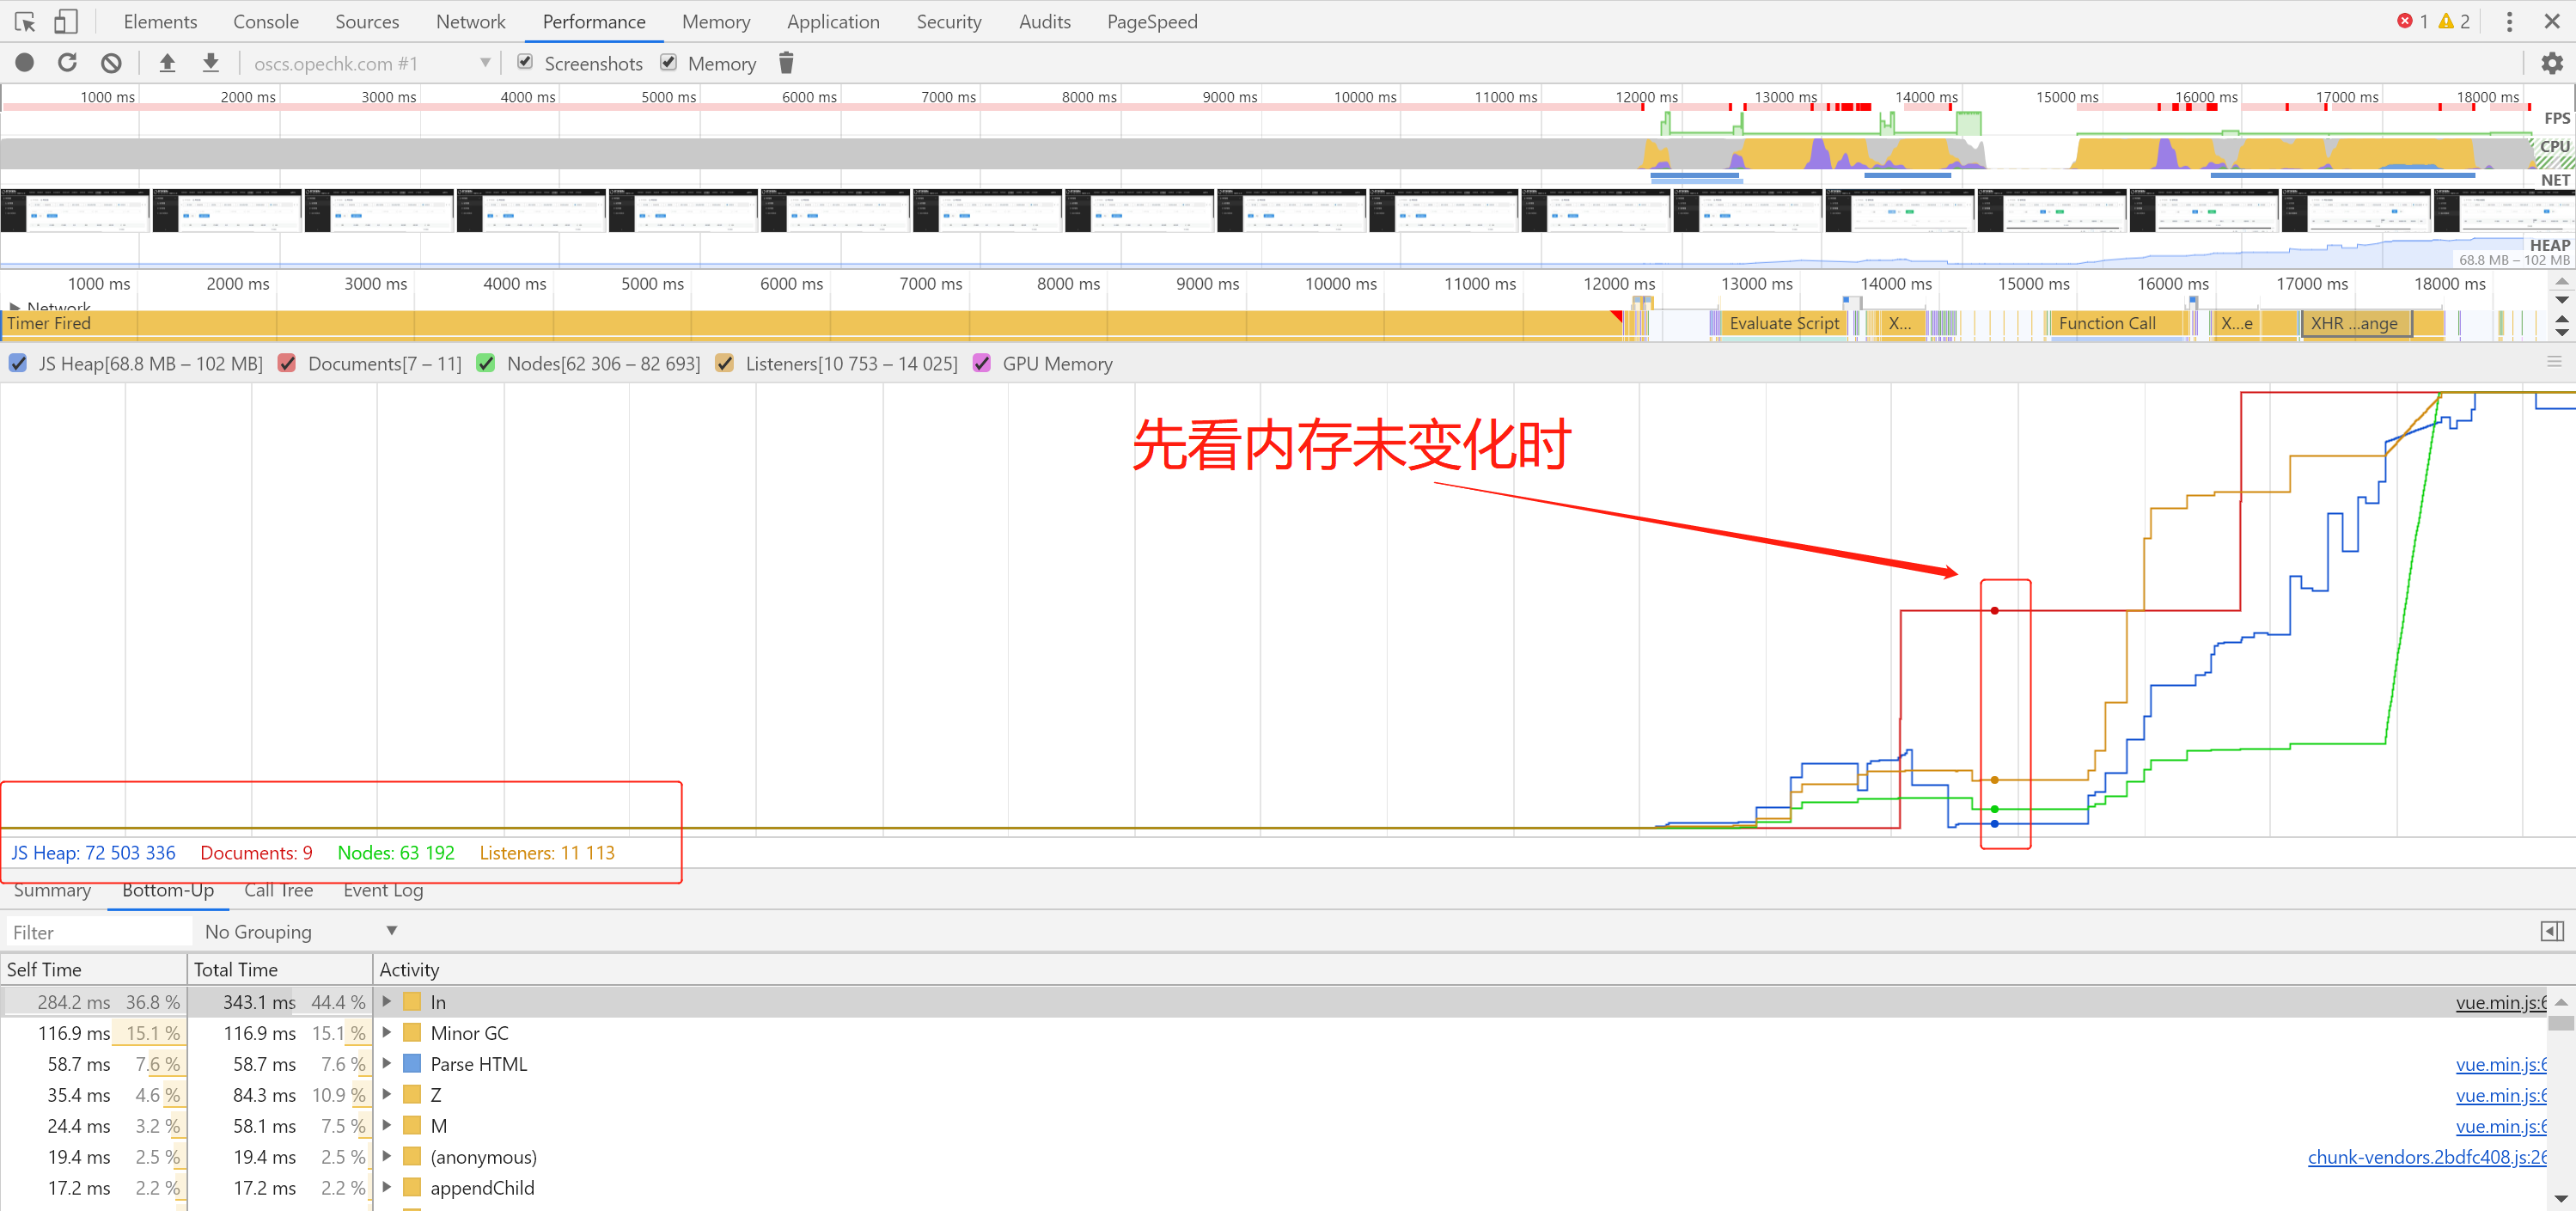 Elements Console Sources Network Performance Memory Application Security Audits PageSpeed 1 2
oscs.opechk.com #1 Screenshots Memory
1000 ms 2000 ms 3000 ms 4000 ms 5000 ms 6000 ms 7000 ms 8000 ms 9000 ms 10000 ms 11000 ms 12000 ms 13000 ms 14000 ms 15000 ms 16000 ms 17000 ms 18000 ms
FPS
CPU
NET
HEAP
68.8 MB – 102 MB
1000 ms 2000 ms 3000 ms 4000 ms 5000 ms 6000 ms 7000 ms 8000 ms 9000 ms 10000 ms 11000 ms 12000 ms 13000 ms 14000 ms 15000 ms 16000 ms 17000 ms 18000 ms
Network
Timer Fired Evaluate Script X... Function Call X...e XHR ...ange
JS Heap[68.8 MB – 102 MB] Documents[7 – 11] Nodes[62 306 – 82 693] Listeners[10 753 – 14 025] GPU Memory
先看内存未变化时
JS Heap: 72 503 336 Documents: 9 Nodes: 63 192 Listeners: 11 113
Summary Bottom-Up Call Tree Event Log
Filter No Grouping
Self Time Total Time Activity
284.2 ms 36.8 % 343.1 ms 44.4 % In vue.min.js:6
116.9 ms 15.1 % 116.9 ms 15.1 % Minor GC
58.7 ms 7.6 % 58.7 ms 7.6 % Parse HTML vue.min.js:6
35.4 ms 4.6 % 84.3 ms 10.9 % Z vue.min.js:6
24.4 ms 3.2 % 58.1 ms 7.5 % M vue.min.js:6
19.4 ms 2.5 % 19.4 ms 2.5 % (anonymous) chunk-vendors.2bdfc408.js:26
17.2 ms 2.2 % 17.2 ms 2.2 % appendChild